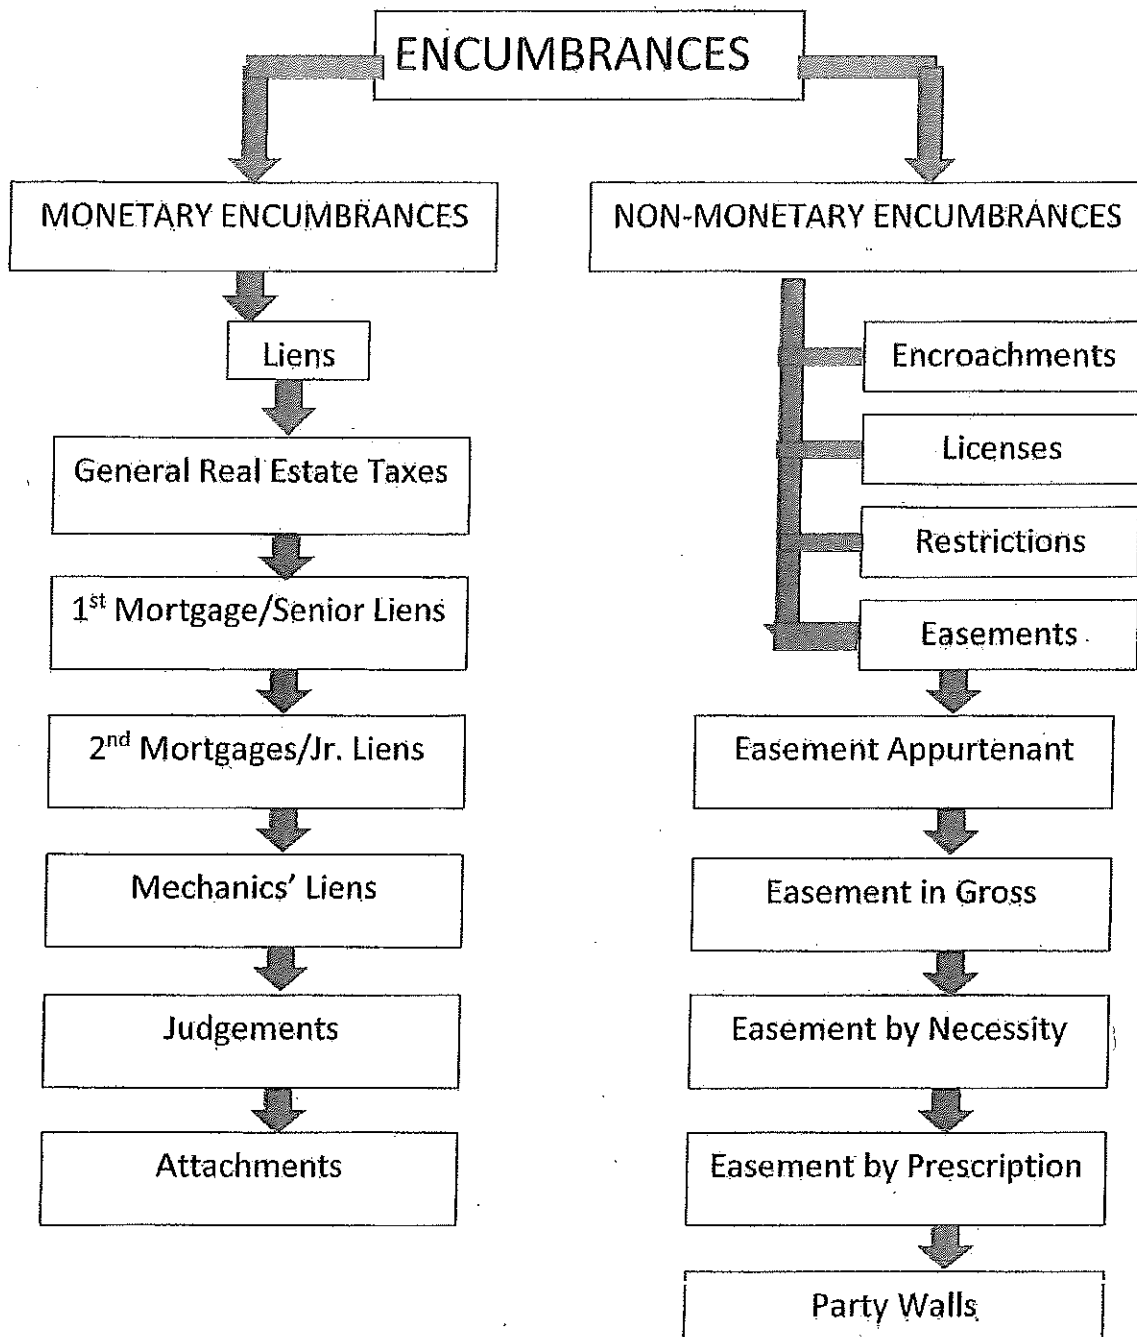 ENCUMBRANCES
MONETARY ENCUMBRANCES
NON-MONETARY ENCUMBRANCES
Liens
General Real Estate Taxes
1st Mortgage/Senior Liens
2nd Mortgages/Jr. Liens
Mechanics' Liens
Judgements
Attachments
Encroachments
Licenses
Restrictions
Easements
Easement Appurtenant
Easement in Gross
Easement by Necessity
Easement by Prescription
Party Walls